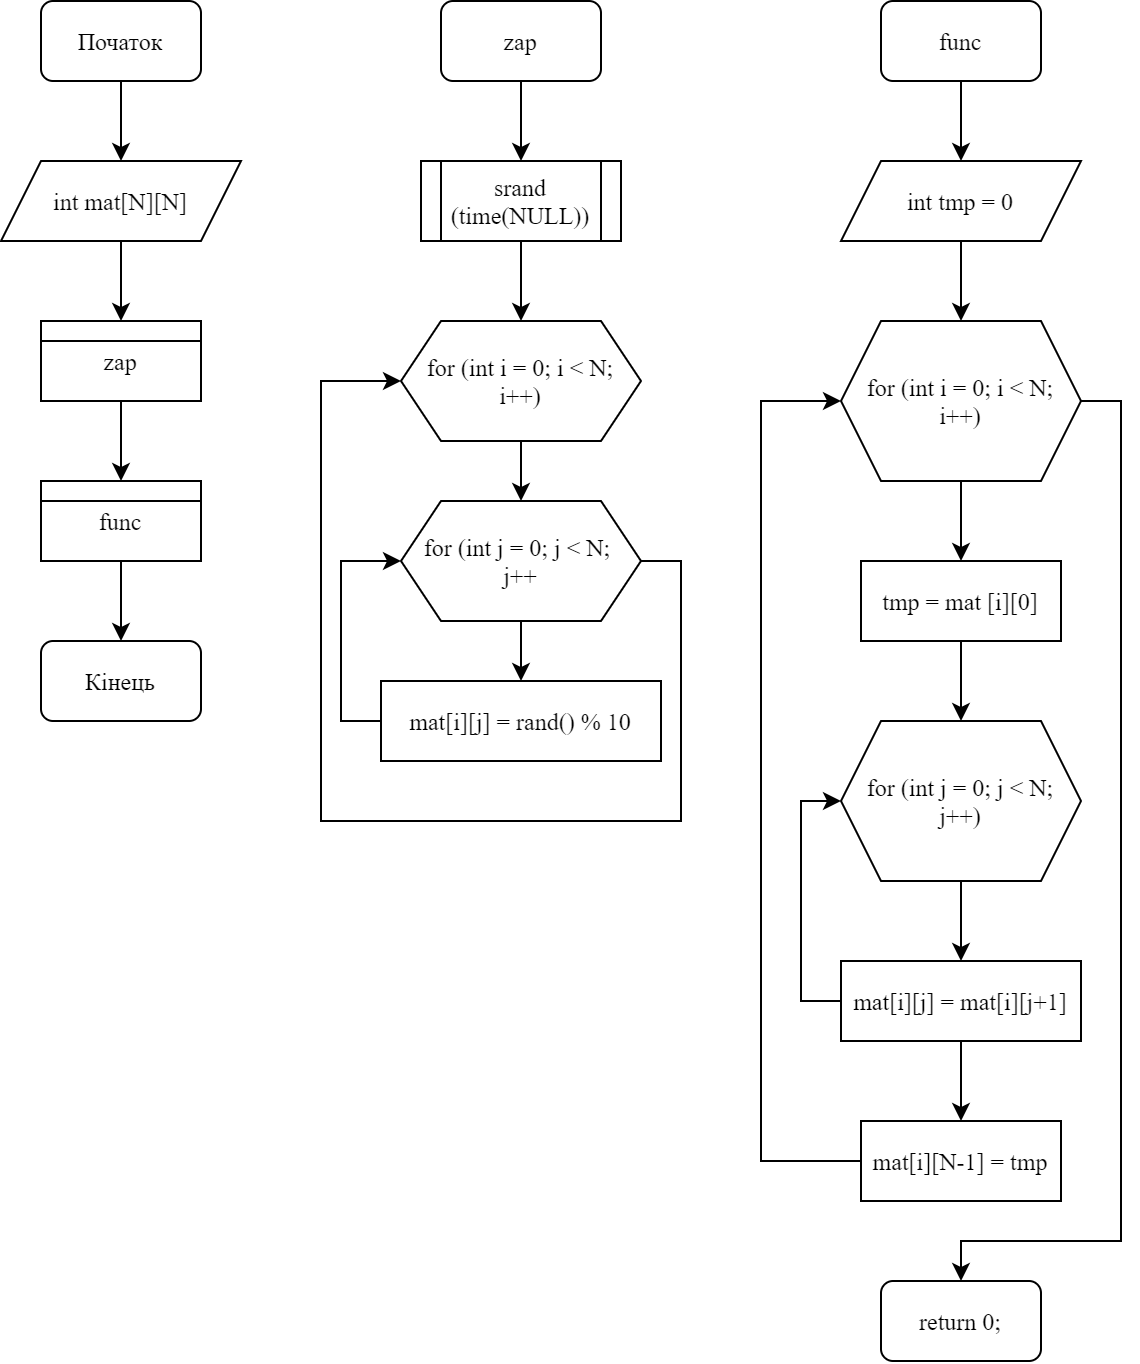 Початок
int mat[N][N]
zap
func
Кінець
zap
srand
(time(NULL))
for (int i = 0; i < N;
i++)
for (int j = 0; j < N;
j++
mat[i][j] = rand() % 10
func
int tmp = 0
for (int i = 0; i < N;
i++)
tmp = mat [i][0]
for (int j = 0; j < N;
j++)
mat[i][j] = mat[i][j+1]
mat[i][N-1] = tmp
return 0;